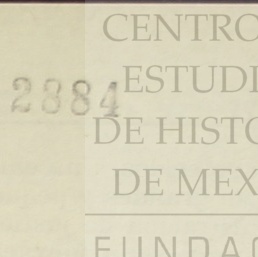 CENTRO
2884 ESTUDI
DE HISTO
DE MEX
FUNDAC